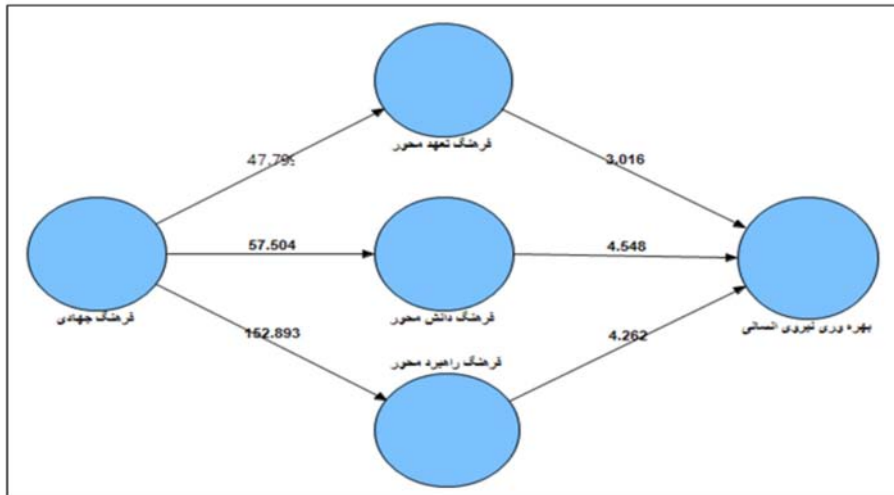 فرهنگ تعهد محور
47.79
3.016
57.504
4.548
فرهنگ جهادی
فرهنگ دانش محور
بهره وری نیروی انسانی
152.893
4.262
فرهنگ راهبرد محور